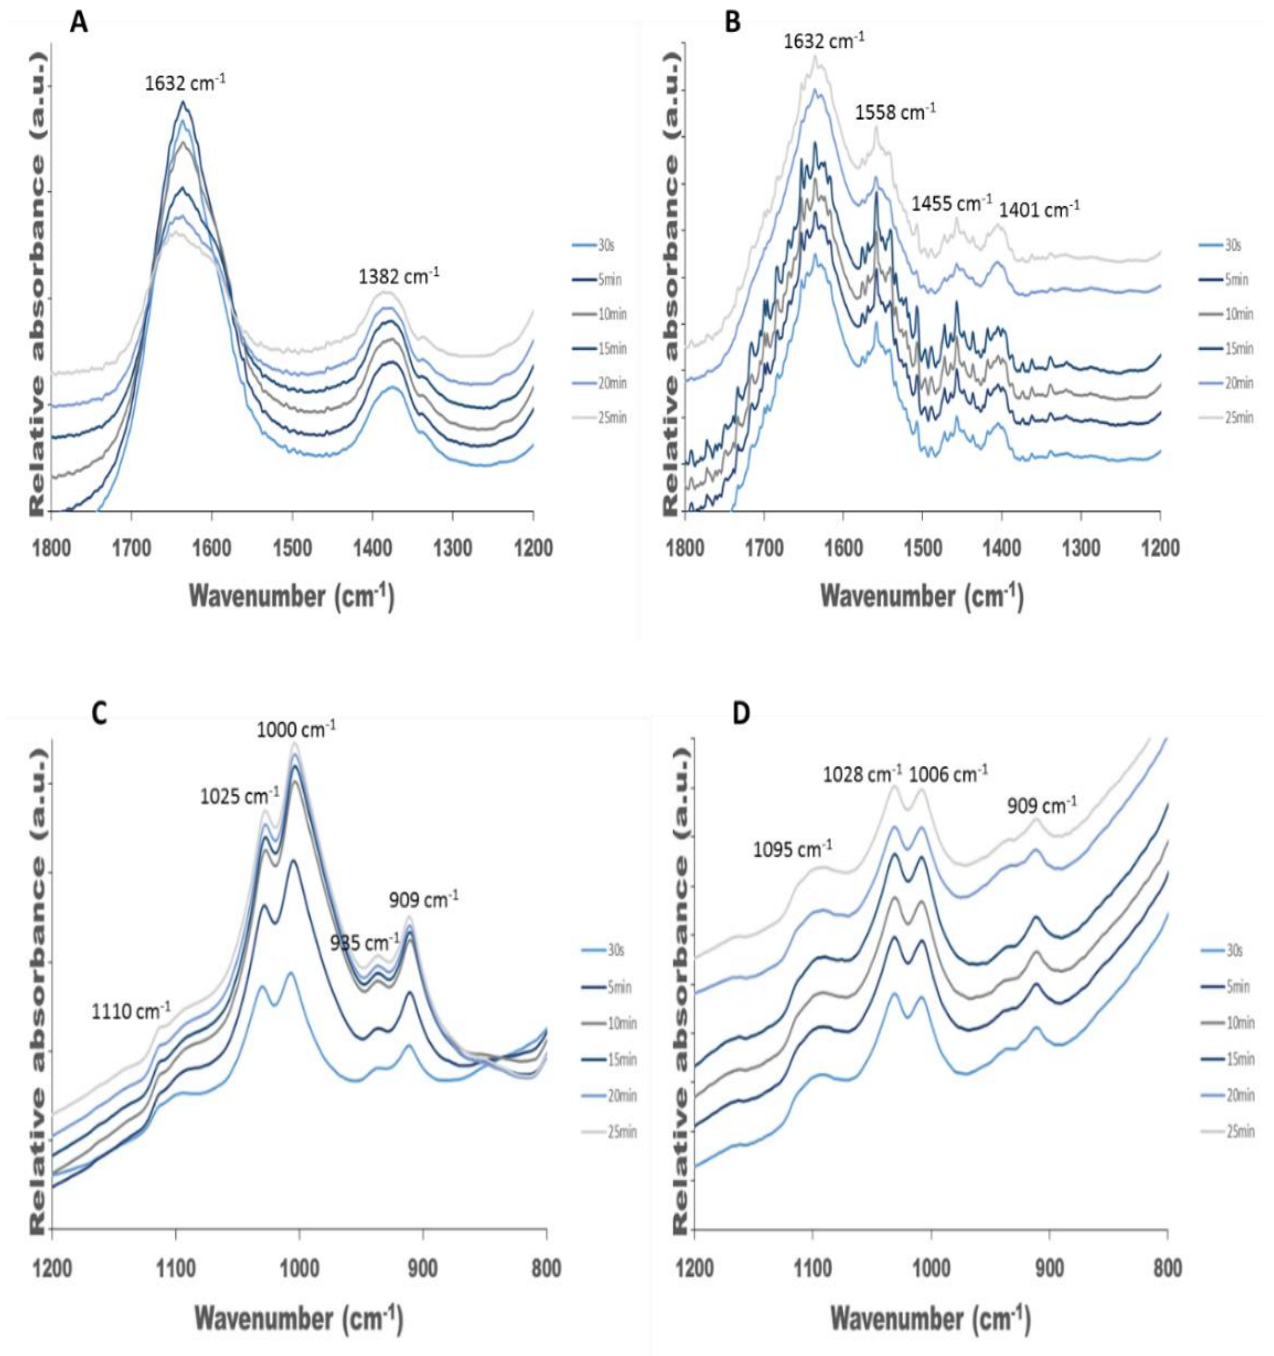 A
Relative absorbance (a.u.)
1632 cm-1
1382 cm-1
30s
5min
10min
15min
20min
25min
1800 1700 1600 1500 1400 1300 1200
Wavenumber (cm-1)
B
Relative absorbance (a.u.)
1632 cm-1
1558 cm-1
1455 cm-1 1401 cm-1
30s
5min
10min
15min
20min
25min
1800 1700 1600 1500 1400 1300 1200
Wavenumber (cm-1)
C
Relative absorbance (a.u.)
1000 cm-1
1025 cm-1
909 cm-1
935 cm-1
1110 cm-1
30s
5min
10min
15min
20min
25min
1200 1100 1000 900 800
Wavenumber (cm-1)
D
Relative absorbance (a.u.)
1028 cm-1 1006 cm-1
909 cm-1
1095 cm-1
30s
5min
10min
15min
20min
25min
1200 1100 1000 900 800
Wavenumber (cm-1)